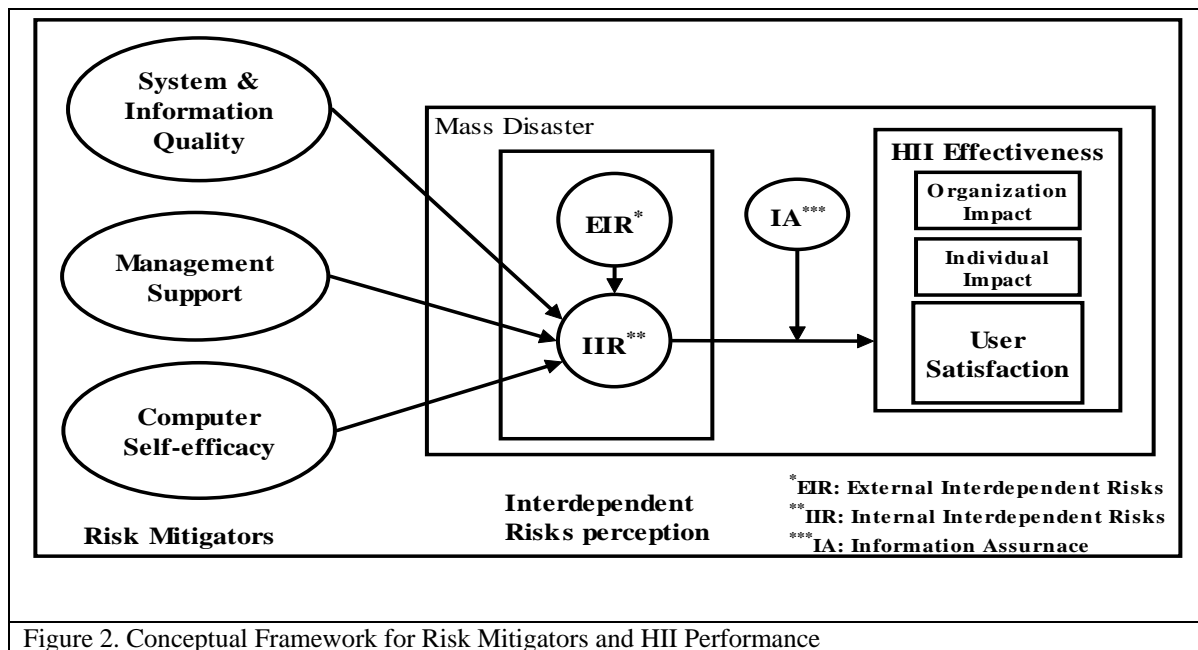 System &
Information
Quality
Management
Support
Computer
Self-efficacy
Risk Mitigators
Mass Disaster
EIR*
IIR**
Interdependent
Risks perception
IA***
HII Effectiveness
Organization
Impact
Individual
Impact
User
Satisfaction
*EIR: External Interdependent Risks
**IIR: Internal Interdependent Risks
***IA: Information Assurnace
Figure 2. Conceptual Framework for Risk Mitigators and HII Performance